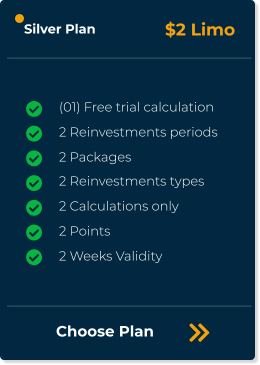 Silver Plan
$2 Limo
(01) Free trial calculation
2 Reinvestments periods
2 Packages
2 Reinvestments types
2 Calculations only
2 Points
2 Weeks Validity
Choose Plan